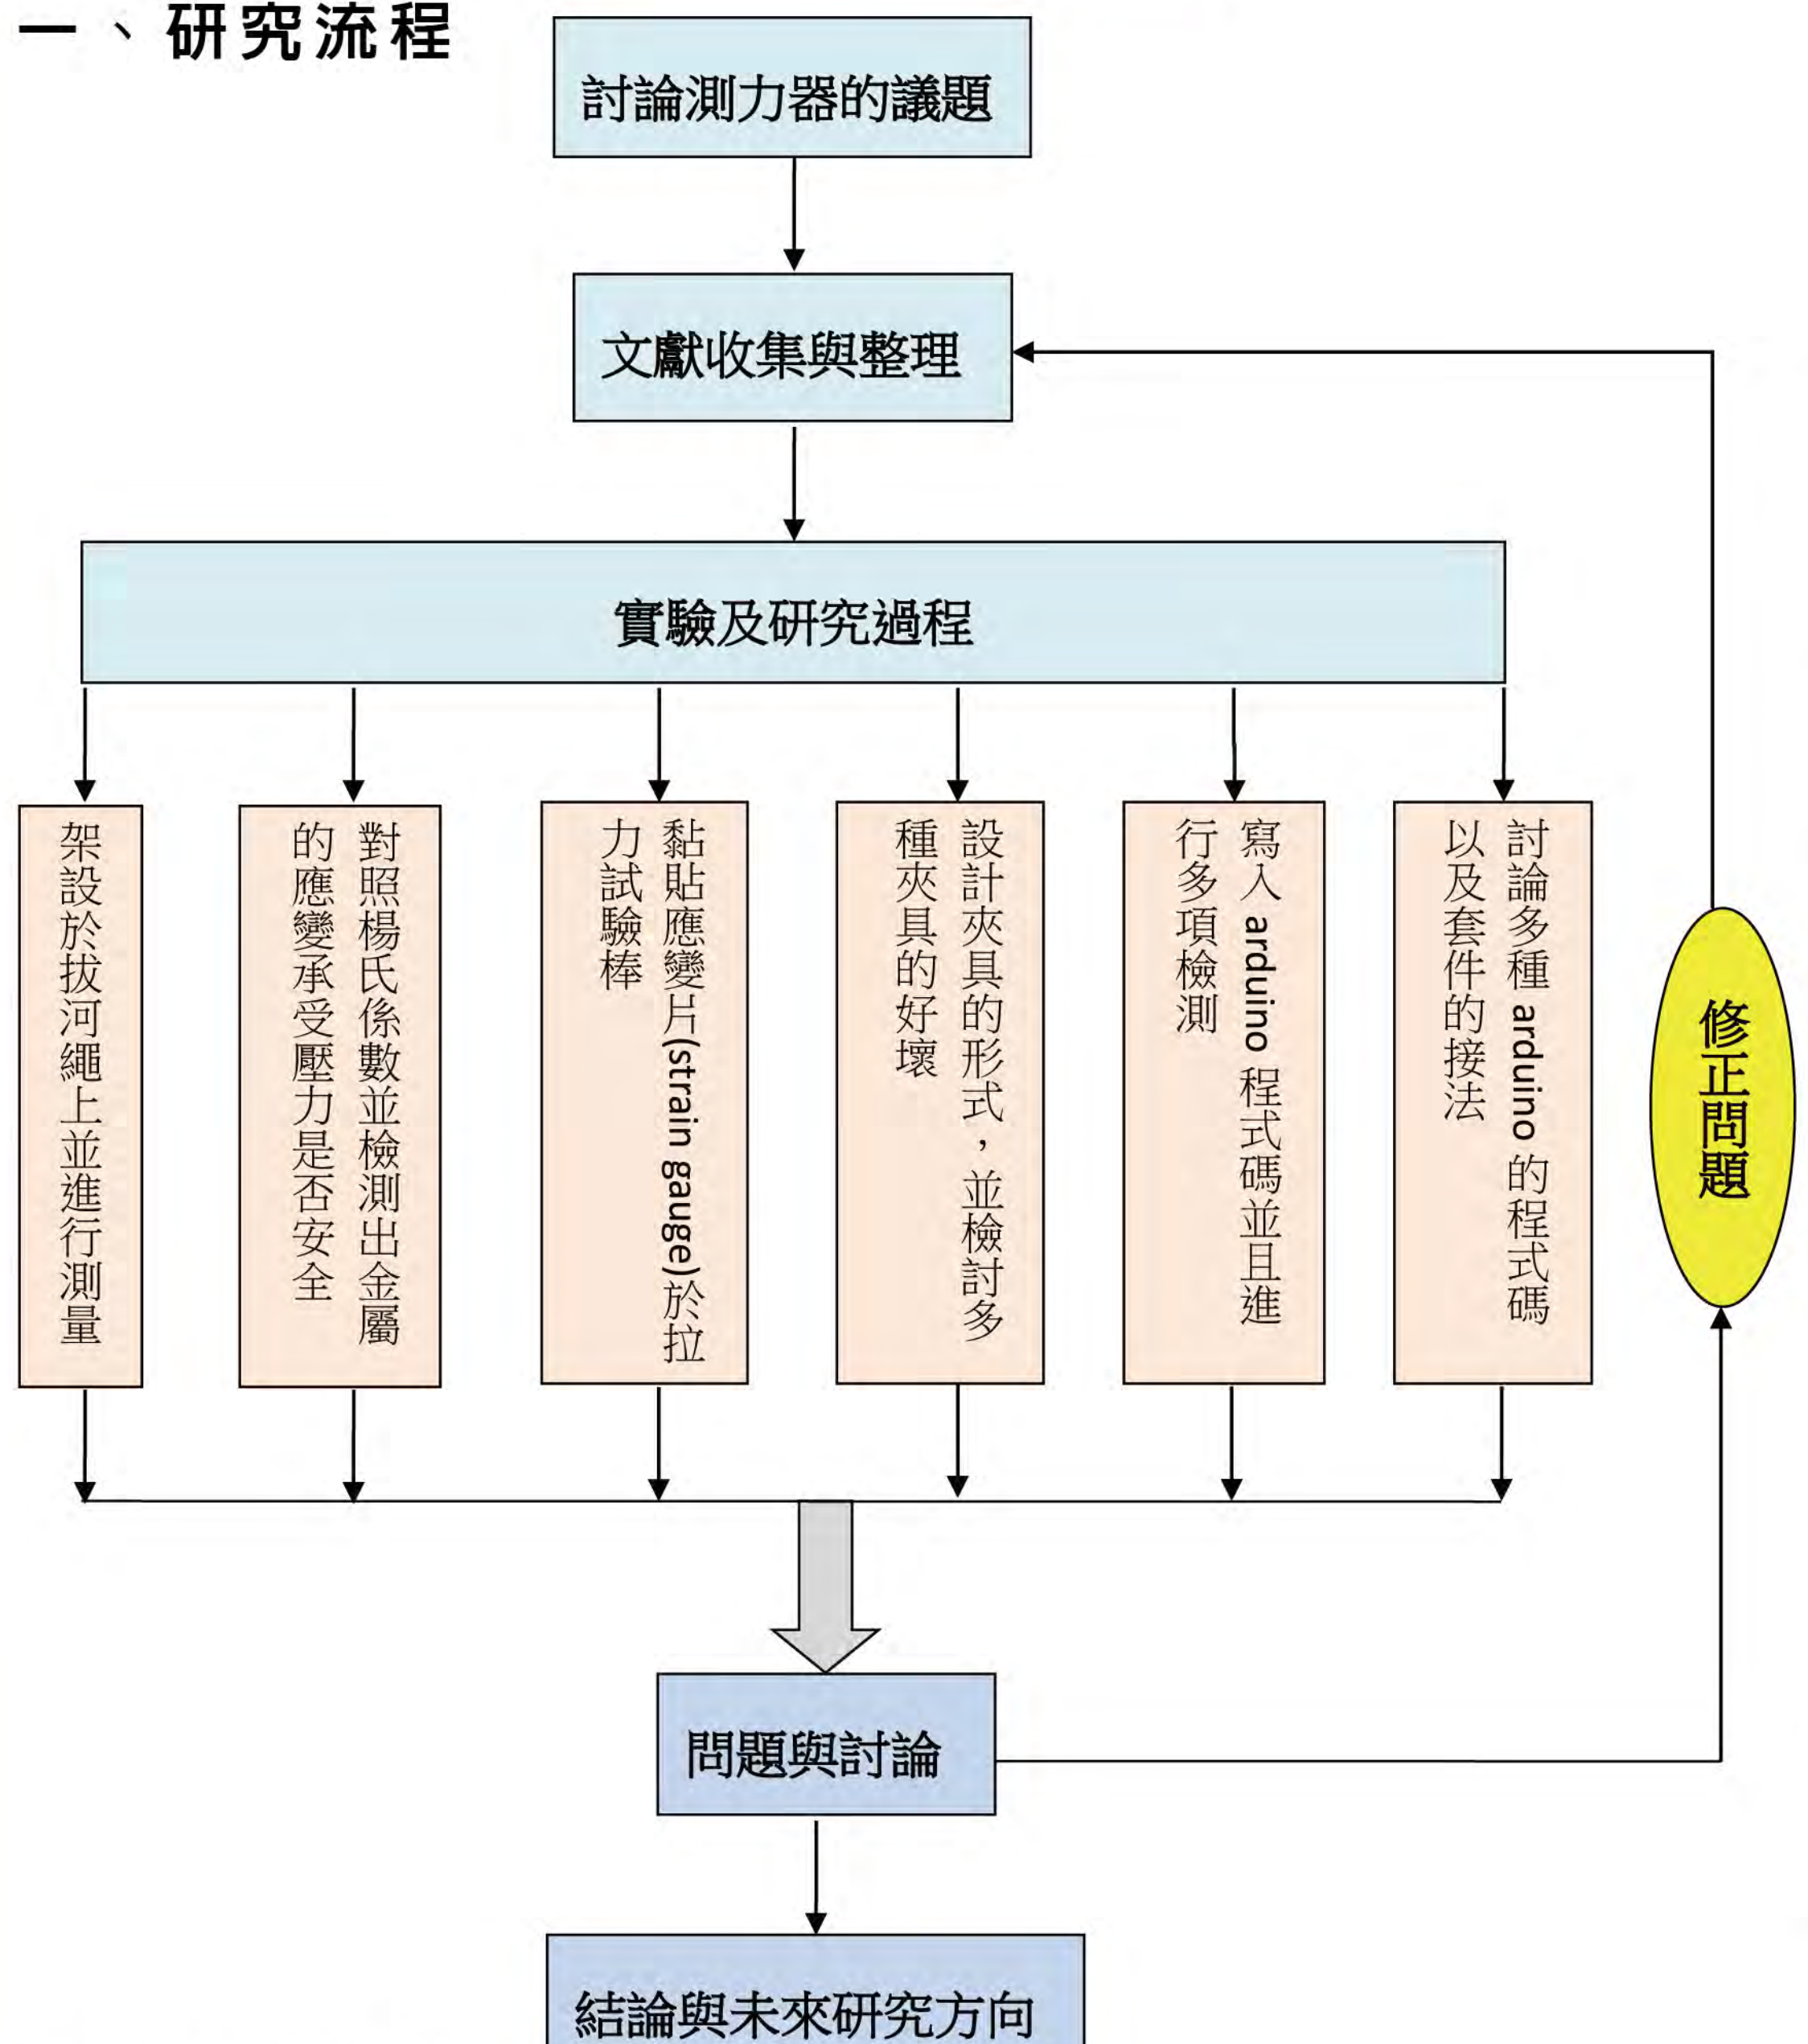 一、研究流程
討論測力器的議題
文獻收集與整理
實驗及研究過程
討論多種 arduino 的程式碼
以及套件的接法
寫入 arduino 程式碼並且進
行多項檢測
設計夾具的形式，並檢討多
種夾具的好壞
黏貼應變片(strain gauge)於拉
力試驗棒
對照楊氏係數並檢測出金屬
的應變承受壓力是否安全
架設於拔河繩上並進行測量
修正問題
問題與討論
結論與未來研究方向